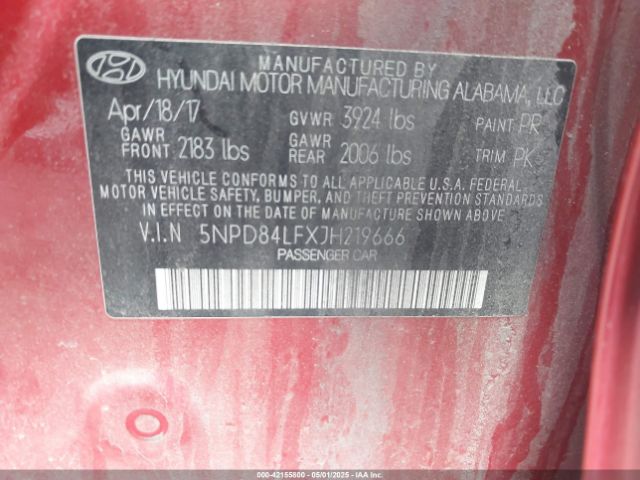 MANUFACTURED BY
HYUNDAI MOTOR MANUFACTURING ALABAMA, LLC
Apr/18/17 GVWR 3924 lbs PAINT PR
GAWR FRONT 2183 lbs GAWR REAR 2006 lbs TRIM PK
THIS VEHICLE CONFORMS TO ALL APPLICABLE U.S.A. FEDERAL
MOTOR VEHICLE SAFETY, BUMPER, AND THEFT PREVENTION STANDARDS
IN EFFECT ON THE DATE OF MANUFACTURE SHOWN ABOVE
V.I.N 5NPD84LFXJH219666
PASSENGER CAR
000-42155800 - 05/01/2025 - IAAI.COM